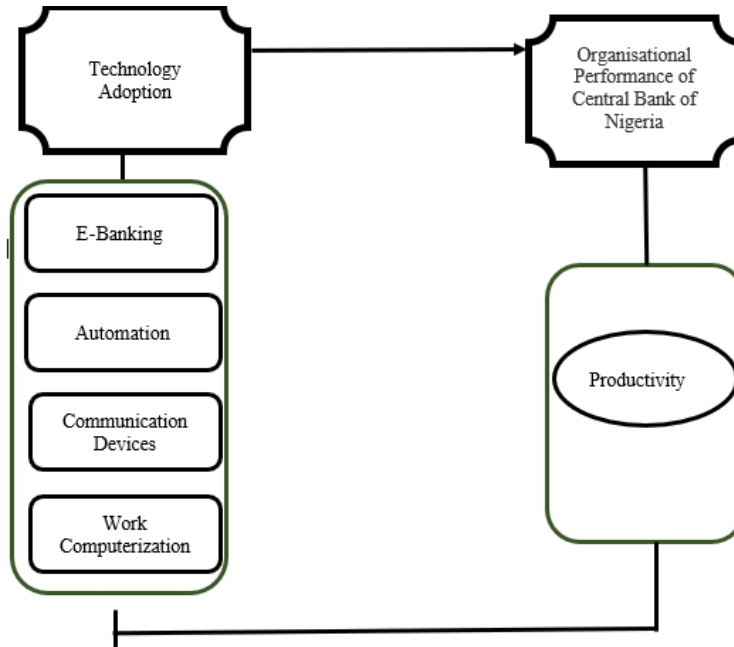 Technology
Adoption
Organisational
Performance of
Central Bank of
Nigeria
E-Banking
Automation
Communication
Devices
Work
Computerization
Productivity